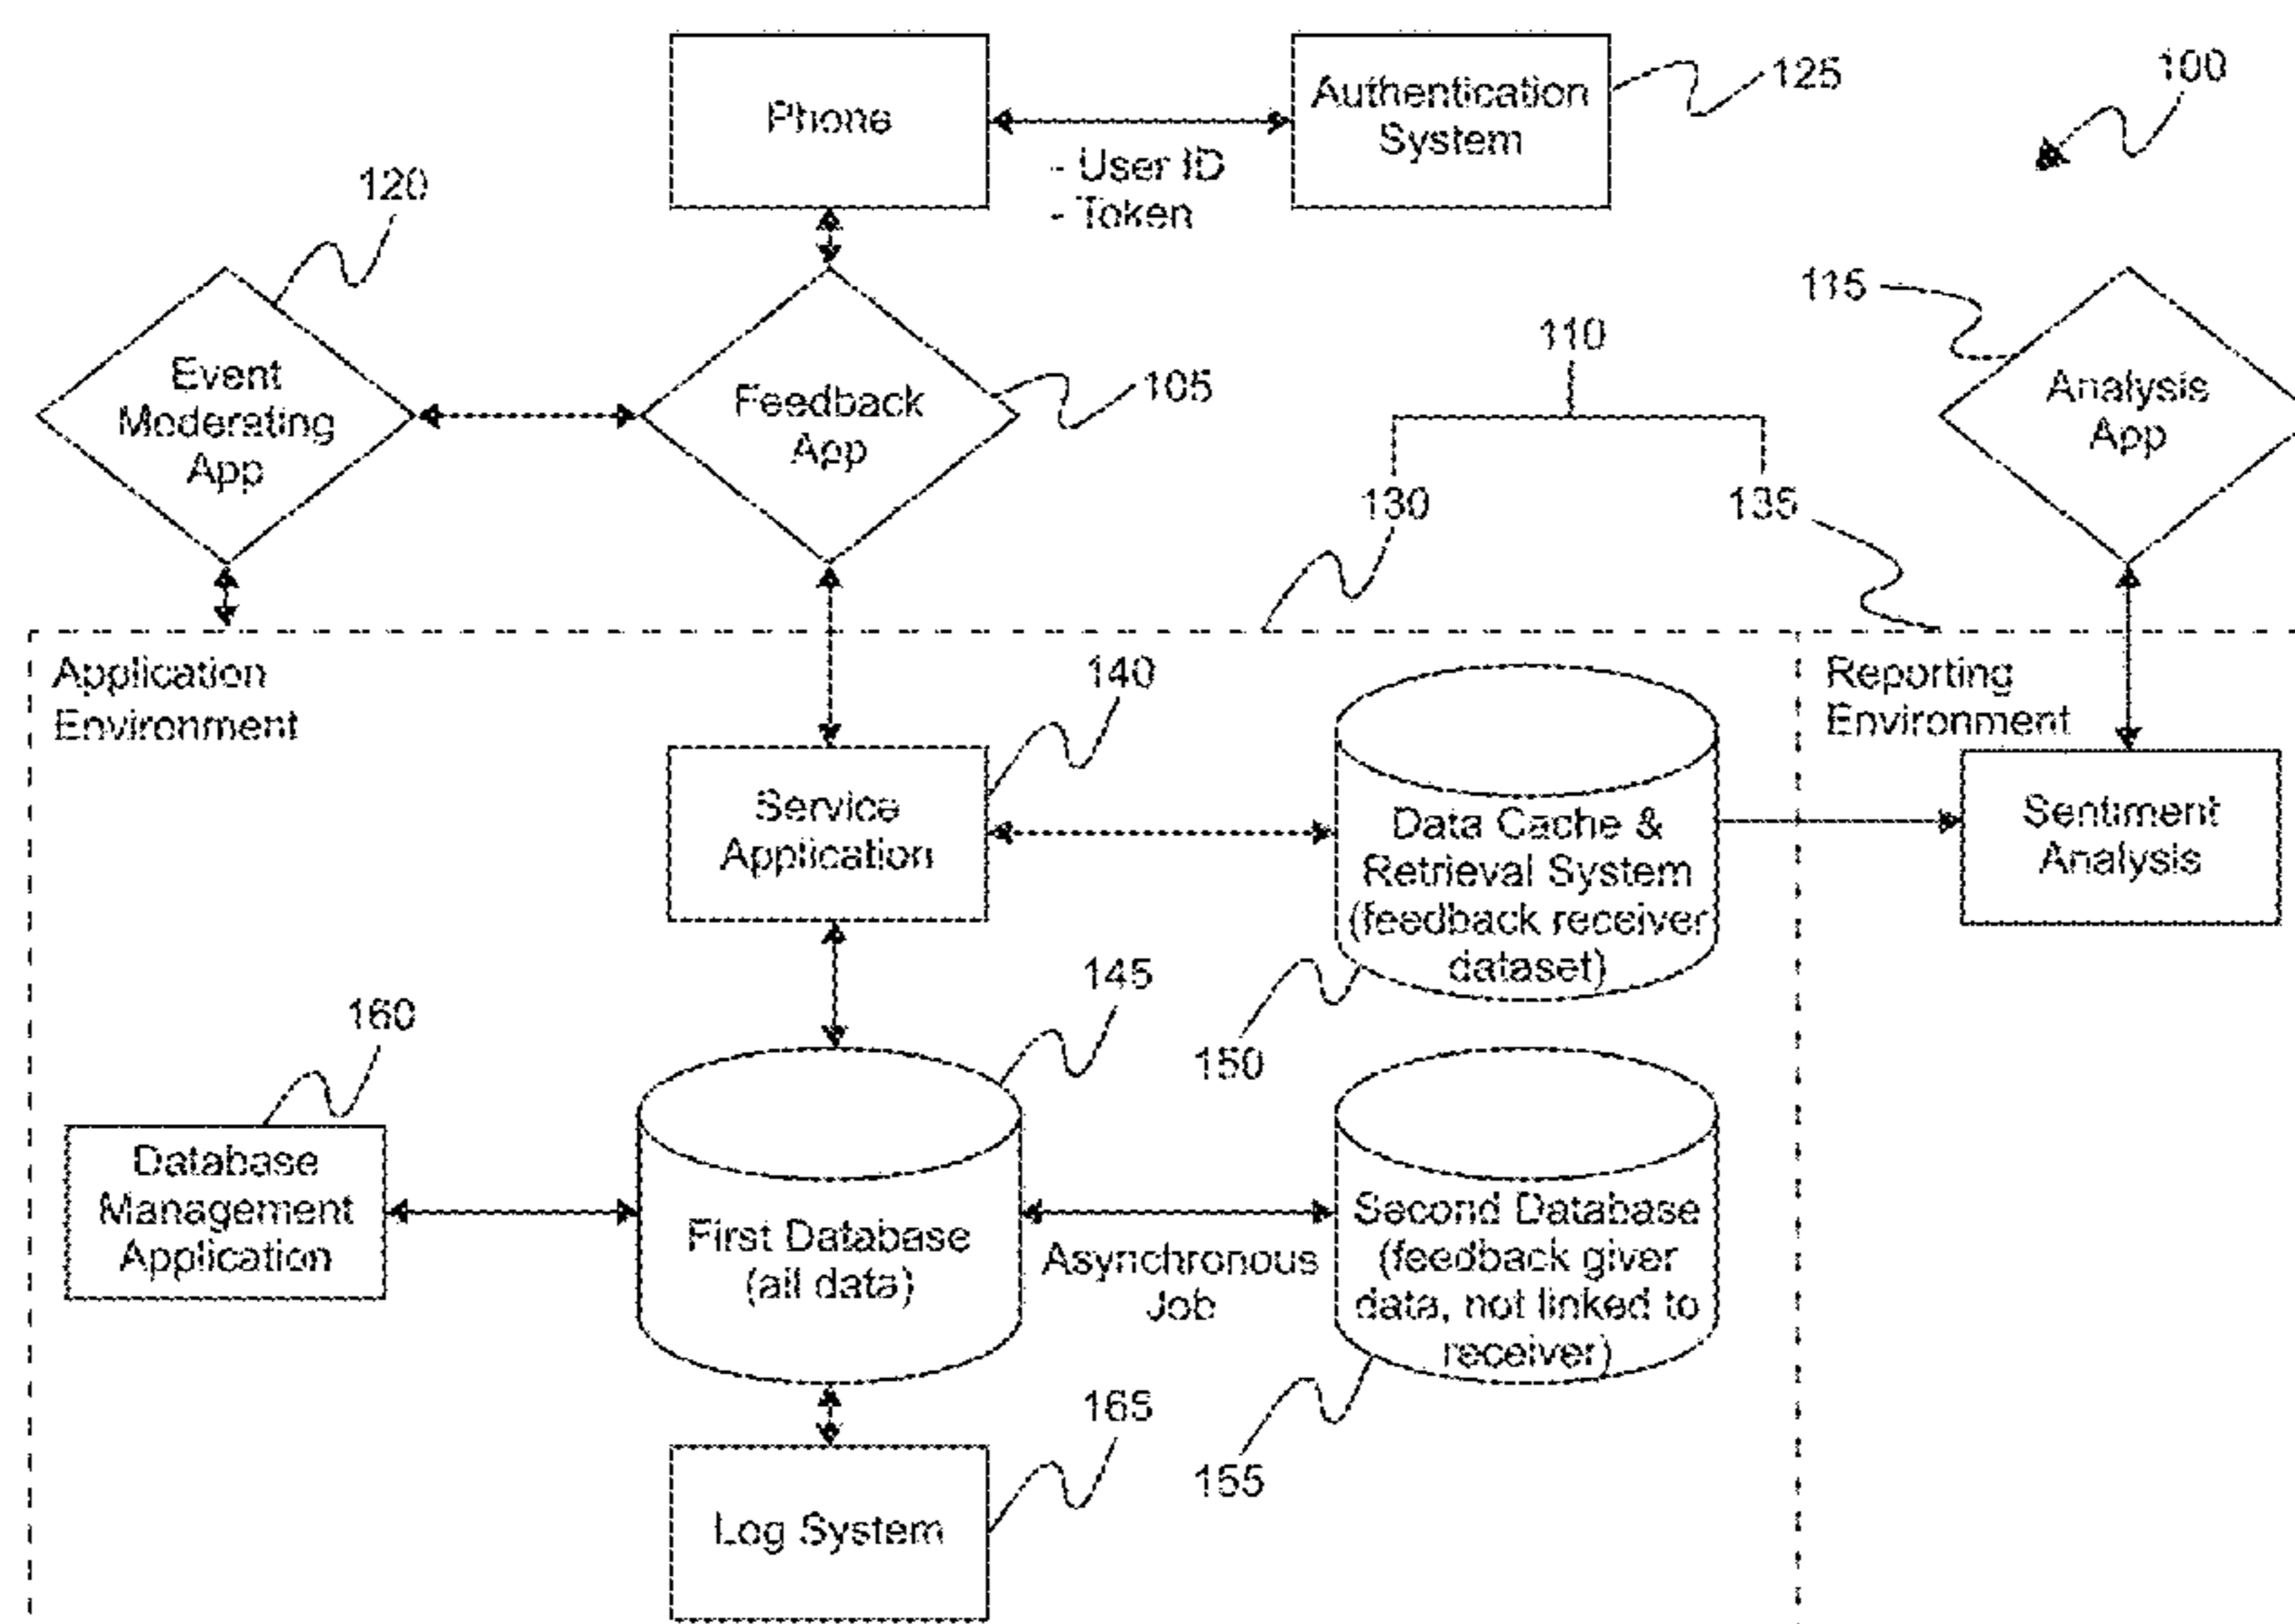 Phone
Authentication
System
125
100
- User ID
- Token
120
115
110
Event
Moderating
App
Feedback
App
105
Analysis
App
130
135
Application
Environment
140
Reporting
Environment
Service
Application
Data Cache &
Retrieval System
(feedback receiver
dataset)
Sentiment
Analysis
145
160
150
Database
Management
Application
First Database
(all data)
Asynchronous
Job
Second Database
(feedback giver
data, not linked to
receiver)
165
155
Log System